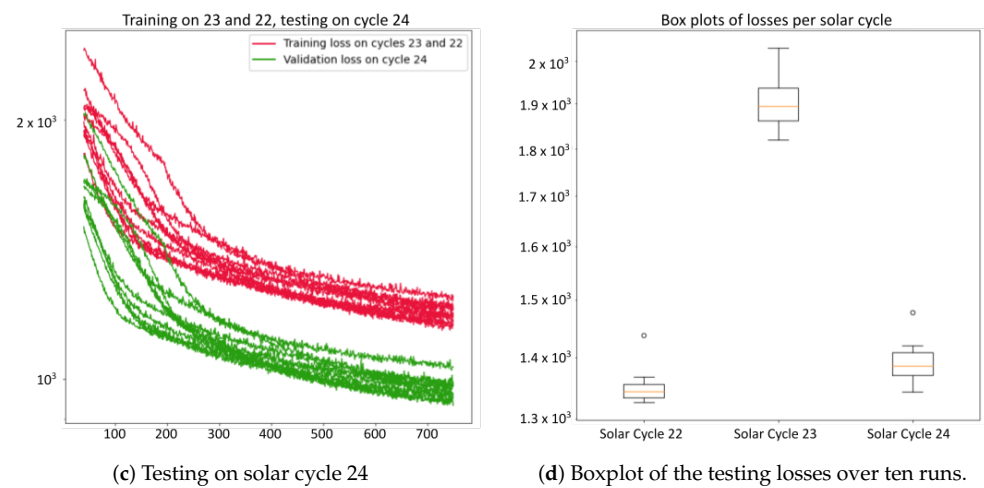 Training on 23 and 22, testing on cycle 24
Training loss on cycles 23 and 22
Validation loss on cycle 24
2 x 10³
10³
100 200 300 400 500 600 700
(c) Testing on solar cycle 24
Box plots of losses per solar cycle
2 x 10³
1.9 x 10³
1.8 x 10³
1.7 x 10³
1.6 x 10³
1.5 x 10³
1.4 x 10³
1.3 x 10³
Solar Cycle 22 Solar Cycle 23 Solar Cycle 24
(d) Boxplot of the testing losses over ten runs.